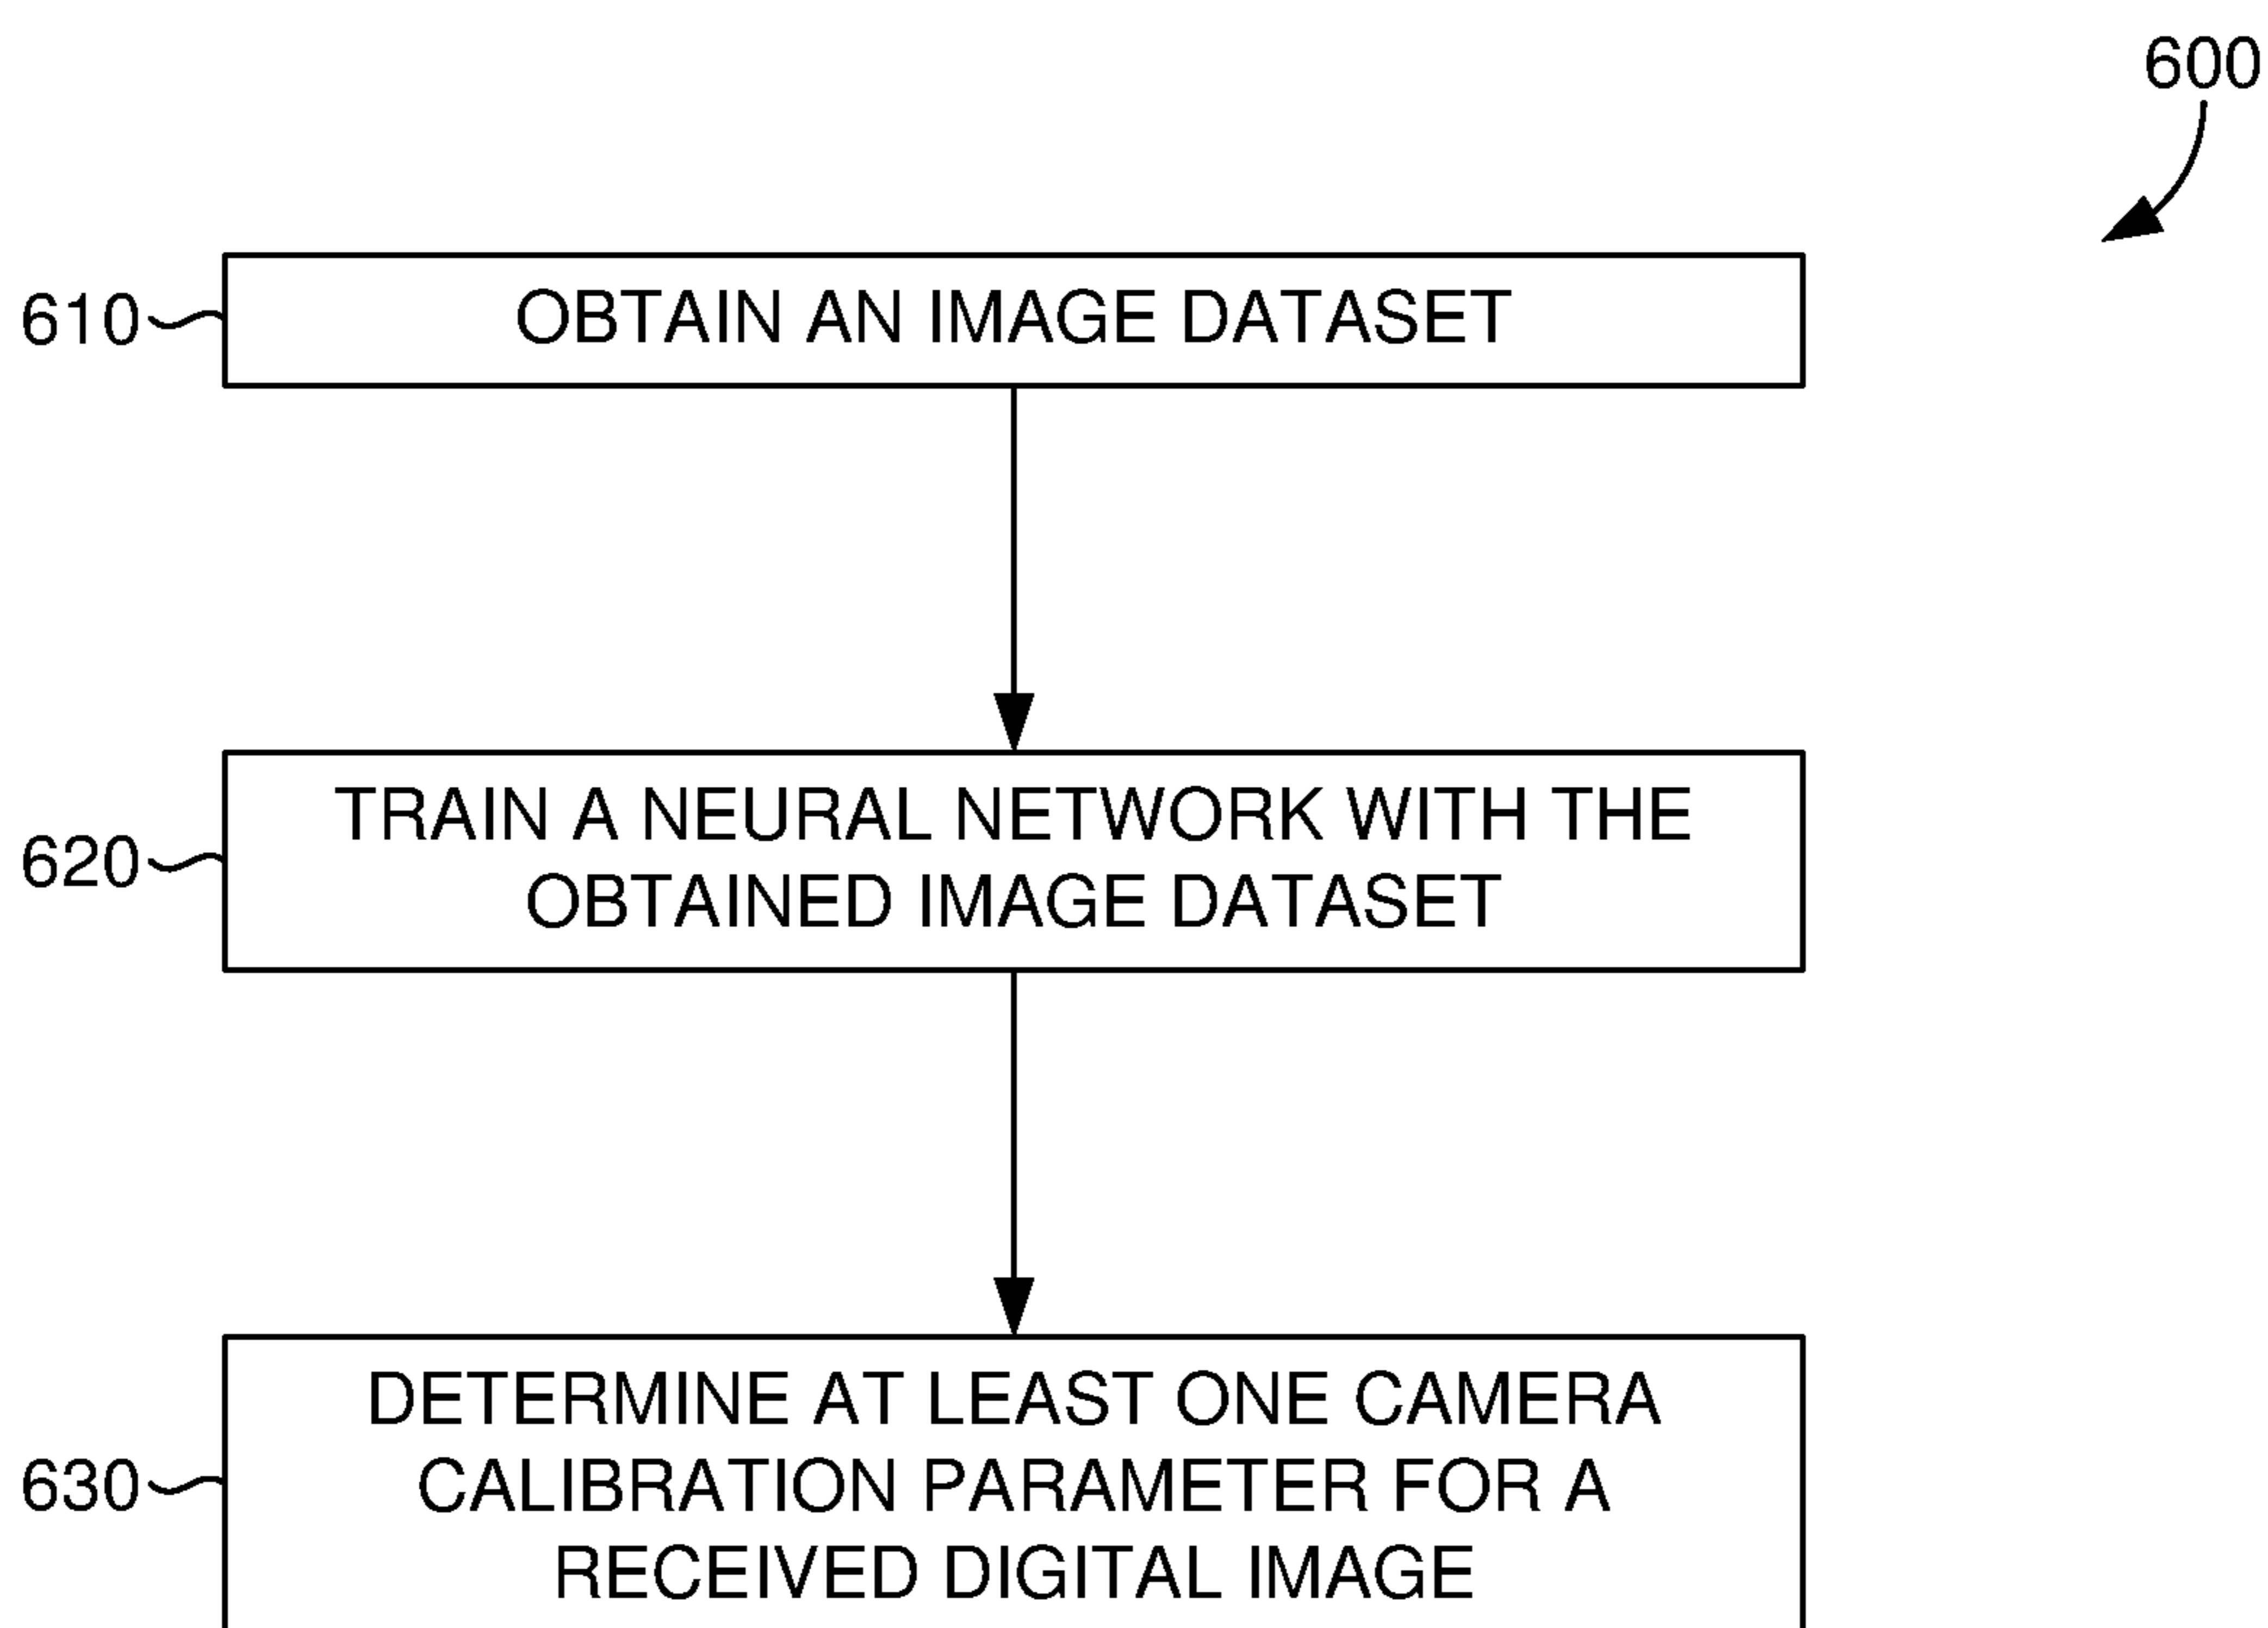 600
610
OBTAIN AN IMAGE DATASET
620
TRAIN A NEURAL NETWORK WITH THE
OBTAINED IMAGE DATASET
630
DETERMINE AT LEAST ONE CAMERA
CALIBRATION PARAMETER FOR A
RECEIVED DIGITAL IMAGE